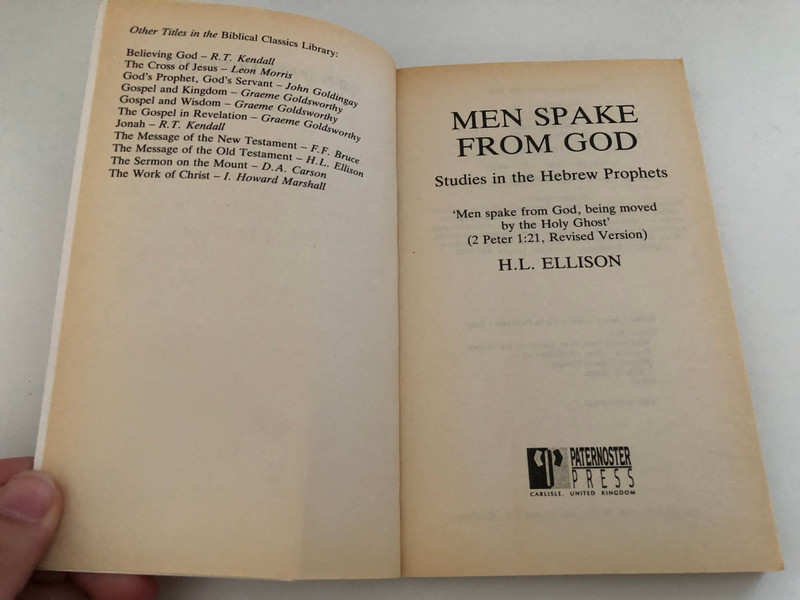 Other Titles in the Biblical Classics Library:
Believing God – R.T. Kendall
The Cross of Jesus – Leon Morris
God's Prophet, God's Servant – John Goldingay
Gospel and Kingdom – Graeme Goldsworthy
Gospel and Wisdom – Graeme Goldsworthy
The Gospel in Revelation – Graeme Goldsworthy
Jonah – R.T. Kendall
The Message of the New Testament – F.F. Bruce
The Message of the Old Testament – H.L. Ellison
The Sermon on the Mount – D.A. Carson
The Work of Christ – I. Howard Marshall
MEN SPAKE
FROM GOD
Studies in the Hebrew Prophets
'Men spake from God, being moved
by the Holy Ghost'
(2 Peter 1:21, Revised Version)
H.L. ELLISON
PATERNOSTER
PRESS
CARLISLE, UNITED KINGDOM